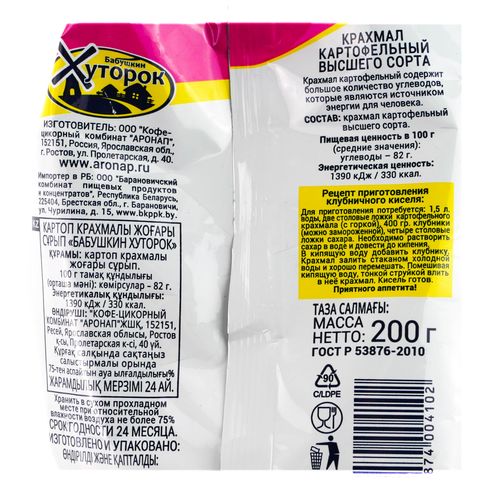 Бабушкин
Хуторок
ИЗГОТОВИТЕЛЬ: ООО "Кофе-
цикорный комбинат "АРОНАП",
152151, Россия, Ярославская обл.,
г. Ростов, ул. Пролетарская, д. 40.
www.aronap.ru
Импортер в РБ: ООО "Барановичский
комбинат пищевых продуктов
и концентратов", Республика Беларусь,
225404, Брестская обл., г. Барановичи,
ул. Чурилина, д. 15, www.bkppk.by.
KZ
КАРТОП КРАХМАЛЫ ЖОҒАРЫ
СҰРЫП «БАБУШКИН ХУТОРОК»
ҚҰРАМЫ: картоп крахмалы
жоғары сұрып.
100 г тамақ құндылығы
(орташа мәні): көмірсулар – 82 г.
Энергетикалық құндылығы:
1390 кДж / 330 ккал.
ӨНДІРУШІ: "КОФЕ-ЦИКОРНЫЙ
КОМБИНАТ "АРОНАП"ЖШҚ, 152151,
Ресей, Ярославская облысы, Ростов
қ-сы, Пролетарская к-сі, 40 үй.
Құрғақ салқында сақтаңыз
салыстырмалы орында
75-тен аспайтын ауа ылғалдылығы%
ЖАРАМДЫЛЫҚ МЕРЗІМІ 24 АЙ.
Хранить в сухом прохладном
месте при относительной
влажности воздуха не более 75%
СРОК ГОДНОСТИ 24 МЕСЯЦА.
ИЗГОТОВЛЕНО И УПАКОВАНО:
ӨНДІРІЛДІ ЖӘНЕ ҚАПТАЛДЫ:
КРАХМАЛ
КАРТОФЕЛЬНЫЙ
ВЫСШЕГО СОРТА
Крахмал картофельный содержит
большое количество углеводов,
которые являются источником
энергии для человека.
СОСТАВ: крахмал картофельный
высшего сорта.
Пищевая ценность в 100 г
(средние значения):
углеводы – 82 г.
Энергетическая ценность:
1390 кДж / 330 ккал.
Рецепт приготовления
клубничного киселя:
Для приготовления потребуется: 1,5 л.
воды, две столовые ложки картофельного
крахмала (с горкой), 400 гр. клубники
(можно замороженной), четыре столовые
ложки сахара. Необходимо растворить
сахар в воде и довести до кипения.
В кипящую воду добавить клубнику.
Крахмал залить стаканом холодной
воды и хорошо перемешать. Помешивая
кипящую воду, тонкой струйкой влить
в неё крахмал. Кисель готов.
Приятного аппетита!
ТАЗА САЛМАҒЫ:
МАССА
НЕТТО: 200 г
ГОСТ Р 53876-2010
90
C/LDPE
874004102